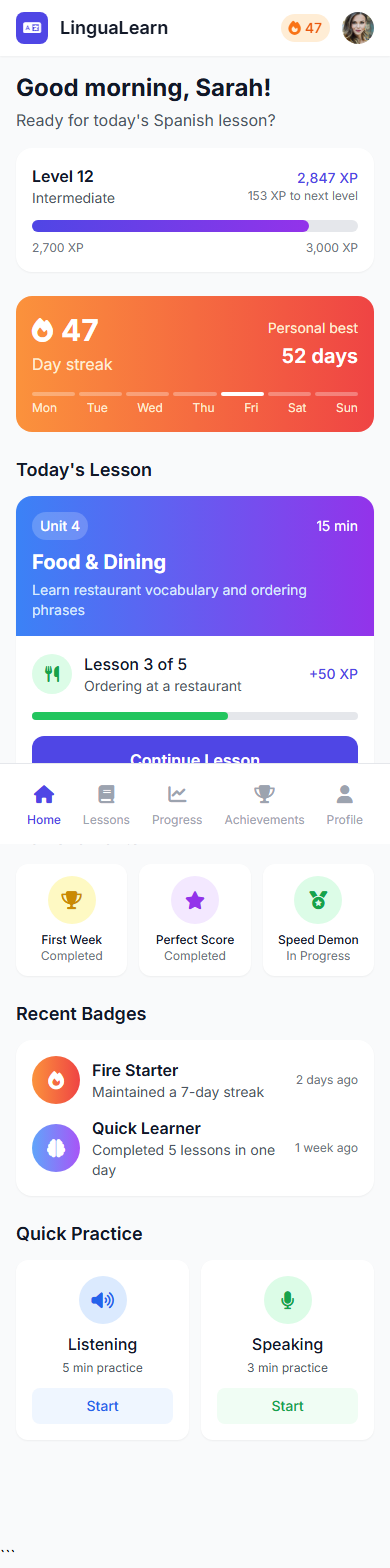 LinguaLearn
47
Good morning, Sarah!
Ready for today's Spanish lesson?
Level 12
2,847 XP
Intermediate
153 XP to next level
2,700 XP
3,000 XP
47
Personal best
Day streak
52 days
Mon Tue Wed Thu Fri Sat Sun
Today's Lesson
Unit 4
15 min
Food & Dining
Learn restaurant vocabulary and ordering
phrases
Lesson 3 of 5
Ordering at a restaurant
+50 XP
Continue Lesson
Home Lessons Progress Achievements Profile
First Week
Completed
Perfect Score
Completed
Speed Demon
In Progress
Recent Badges
Fire Starter
Maintained a 7-day streak
2 days ago
Quick Learner
Completed 5 lessons in one
day
1 week ago
Quick Practice
Listening
5 min practice
Start
Speaking
3 min practice
Start
```